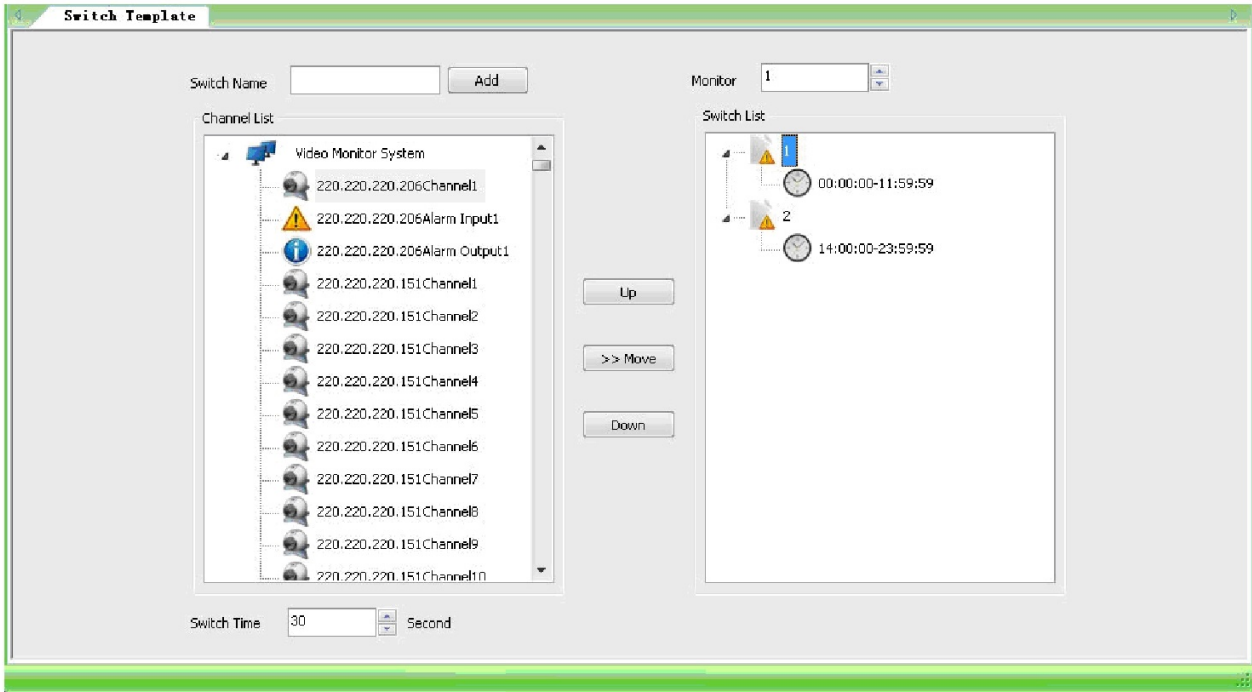 Switch Template
Switch Name
Add
Monitor 1
Channel List
Video Monitor System
220.220.220.206Channel1
220.220.220.206Alarm Input1
220.220.220.206Alarm Output1
220.220.220.151Channel1
220.220.220.151Channel2
220.220.220.151Channel3
220.220.220.151Channel4
220.220.220.151Channel5
220.220.220.151Channel6
220.220.220.151Channel7
220.220.220.151Channel8
220.220.220.151Channel9
220.220.220.151Channel10
Up
>> Move
Down
Switch List
1
00:00:00-11:59:59
2
14:00:00-23:59:59
Switch Time 30 Second